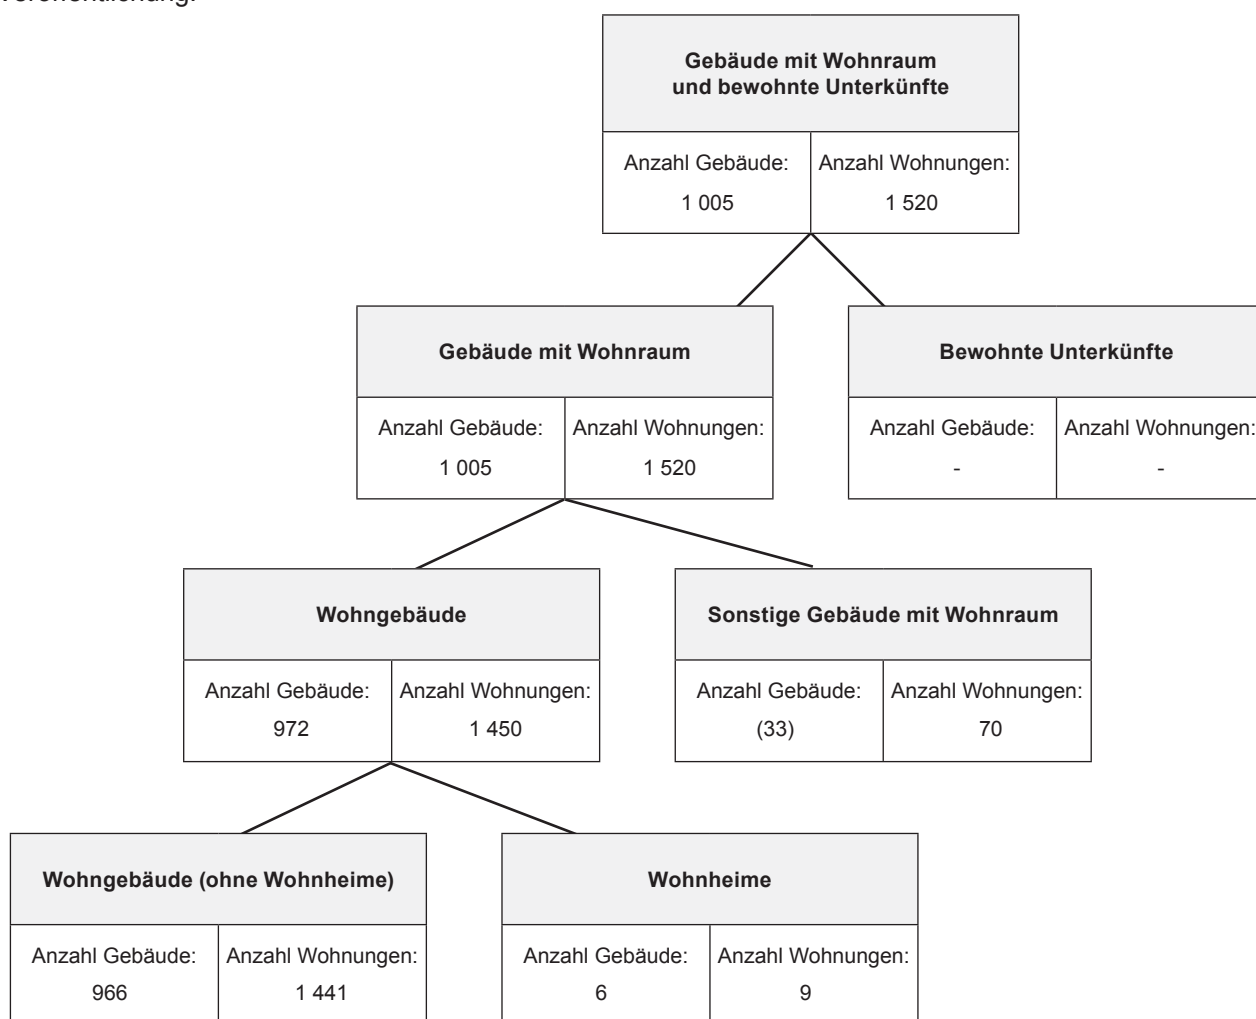 Veröffentlichung.
Gebäude mit Wohnraum
und bewohnte Unterkünfte
Anzahl Gebäude:
1 005
Anzahl Wohnungen:
1 520
Gebäude mit Wohnraum
Anzahl Gebäude:
1 005
Anzahl Wohnungen:
1 520
Bewohnte Unterkünfte
Anzahl Gebäude:
-
Anzahl Wohnungen:
-
Wohngebäude
Anzahl Gebäude:
972
Anzahl Wohnungen:
1 450
Sonstige Gebäude mit Wohnraum
Anzahl Gebäude:
(33)
Anzahl Wohnungen:
70
Wohngebäude (ohne Wohnheime)
Anzahl Gebäude:
966
Anzahl Wohnungen:
1 441
Wohnheime
Anzahl Gebäude:
6
Anzahl Wohnungen:
9